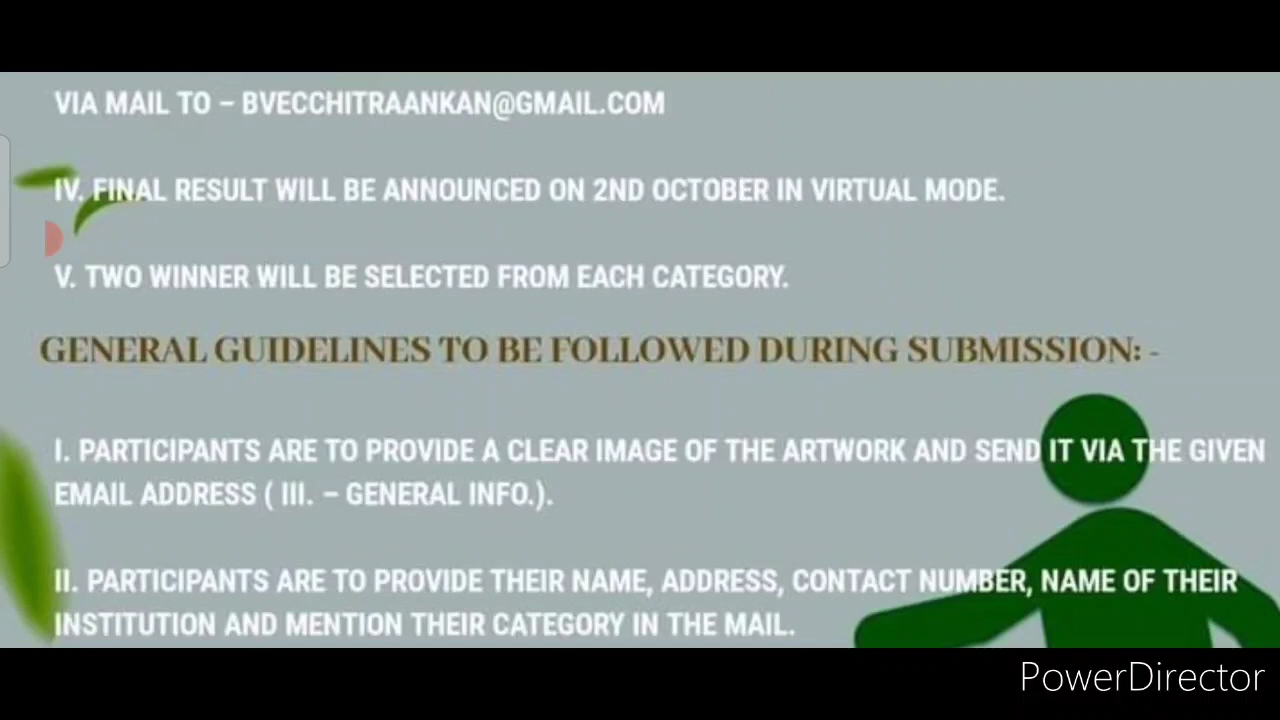 VIA MAIL TO – BVECCHITRAANKAN@GMAIL.COM
IV. FINAL RESULT WILL BE ANNOUNCED ON 2ND OCTOBER IN VIRTUAL MODE.
V. TWO WINNER WILL BE SELECTED FROM EACH CATEGORY.
GENERAL GUIDELINES TO BE FOLLOWED DURING SUBMISSION: -
I. PARTICIPANTS ARE TO PROVIDE A CLEAR IMAGE OF THE ARTWORK AND SEND IT VIA THE GIVEN
EMAIL ADDRESS ( III. – GENERAL INFO.).
II. PARTICIPANTS ARE TO PROVIDE THEIR NAME, ADDRESS, CONTACT NUMBER, NAME OF THEIR
INSTITUTION AND MENTION THEIR CATEGORY IN THE MAIL.
PowerDirector